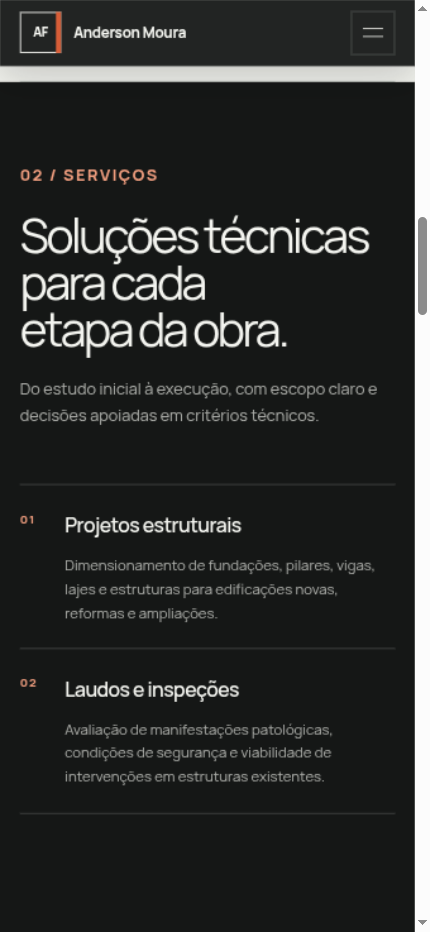 AF
Anderson Moura
02 / SERVIÇOS
Soluções técnicas
para cada
etapa da obra.
Do estudo inicial à execução, com escopo claro e
decisões apoiadas em critérios técnicos.
01
Projetos estruturais
Dimensionamento de fundações, pilares, vigas,
lajes e estruturas para edificações novas,
reformas e ampliações.
02
Laudos e inspeções
Avaliação de manifestações patológicas,
condições de segurança e viabilidade de
intervenções em estruturas existentes.